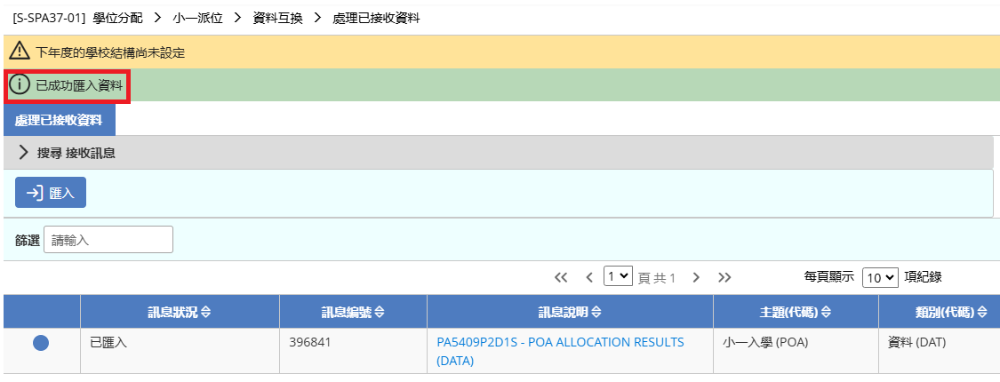 [S-SPA37-01] 學位分配 > 小一派位 > 資料互換 > 處理已接收資料
下年度的學校結構尚未設定
已成功匯入資料
處理已接收資料
搜尋 接收訊息
匯入
篩選 請輸入
1 頁 共 1 每頁顯示 10 項紀錄
訊息狀況 訊息編號 訊息說明 主題(代碼) 類別(代碼)
已匯入 396841 PA5409P2D1S - POA ALLOCATION RESULTS 小一入學 (POA) 資料 (DAT)
(DATA)